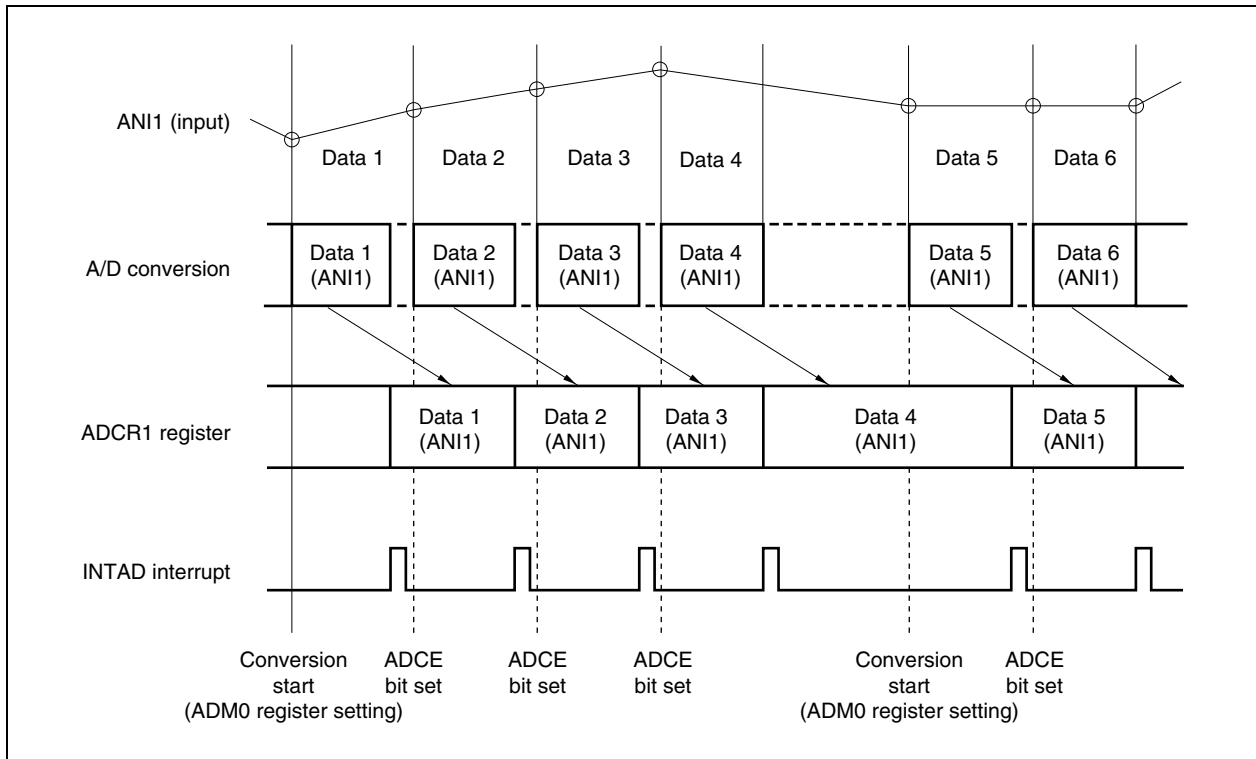 ANI1 (input)
Data 1
Data 2
Data 3
Data 4
Data 5
Data 6
A/D conversion
Data 1
(ANI1)
Data 2
(ANI1)
Data 3
(ANI1)
Data 4
(ANI1)
Data 5
(ANI1)
Data 6
(ANI1)
ADCR1 register
Data 1
(ANI1)
Data 2
(ANI1)
Data 3
(ANI1)
Data 4
(ANI1)
Data 5
(ANI1)
INTAD interrupt
Conversion
start
(ADM0 register setting)
ADCE
bit set
ADCE
bit set
ADCE
bit set
Conversion
start
(ADM0 register setting)
ADCE
bit set